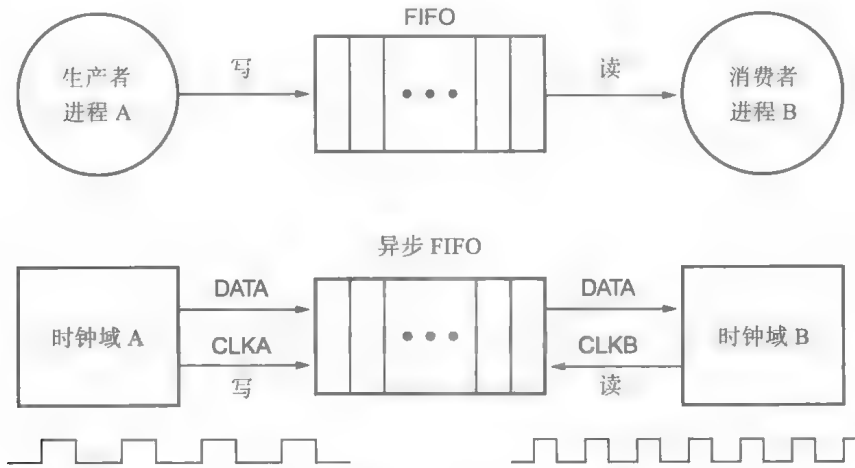 FIFO
生产者
进程 A
写
读
消费者
进程 B
异步 FIFO
时钟域 A
DATA
CLKA
写
DATA
CLKB
读
时钟域 B